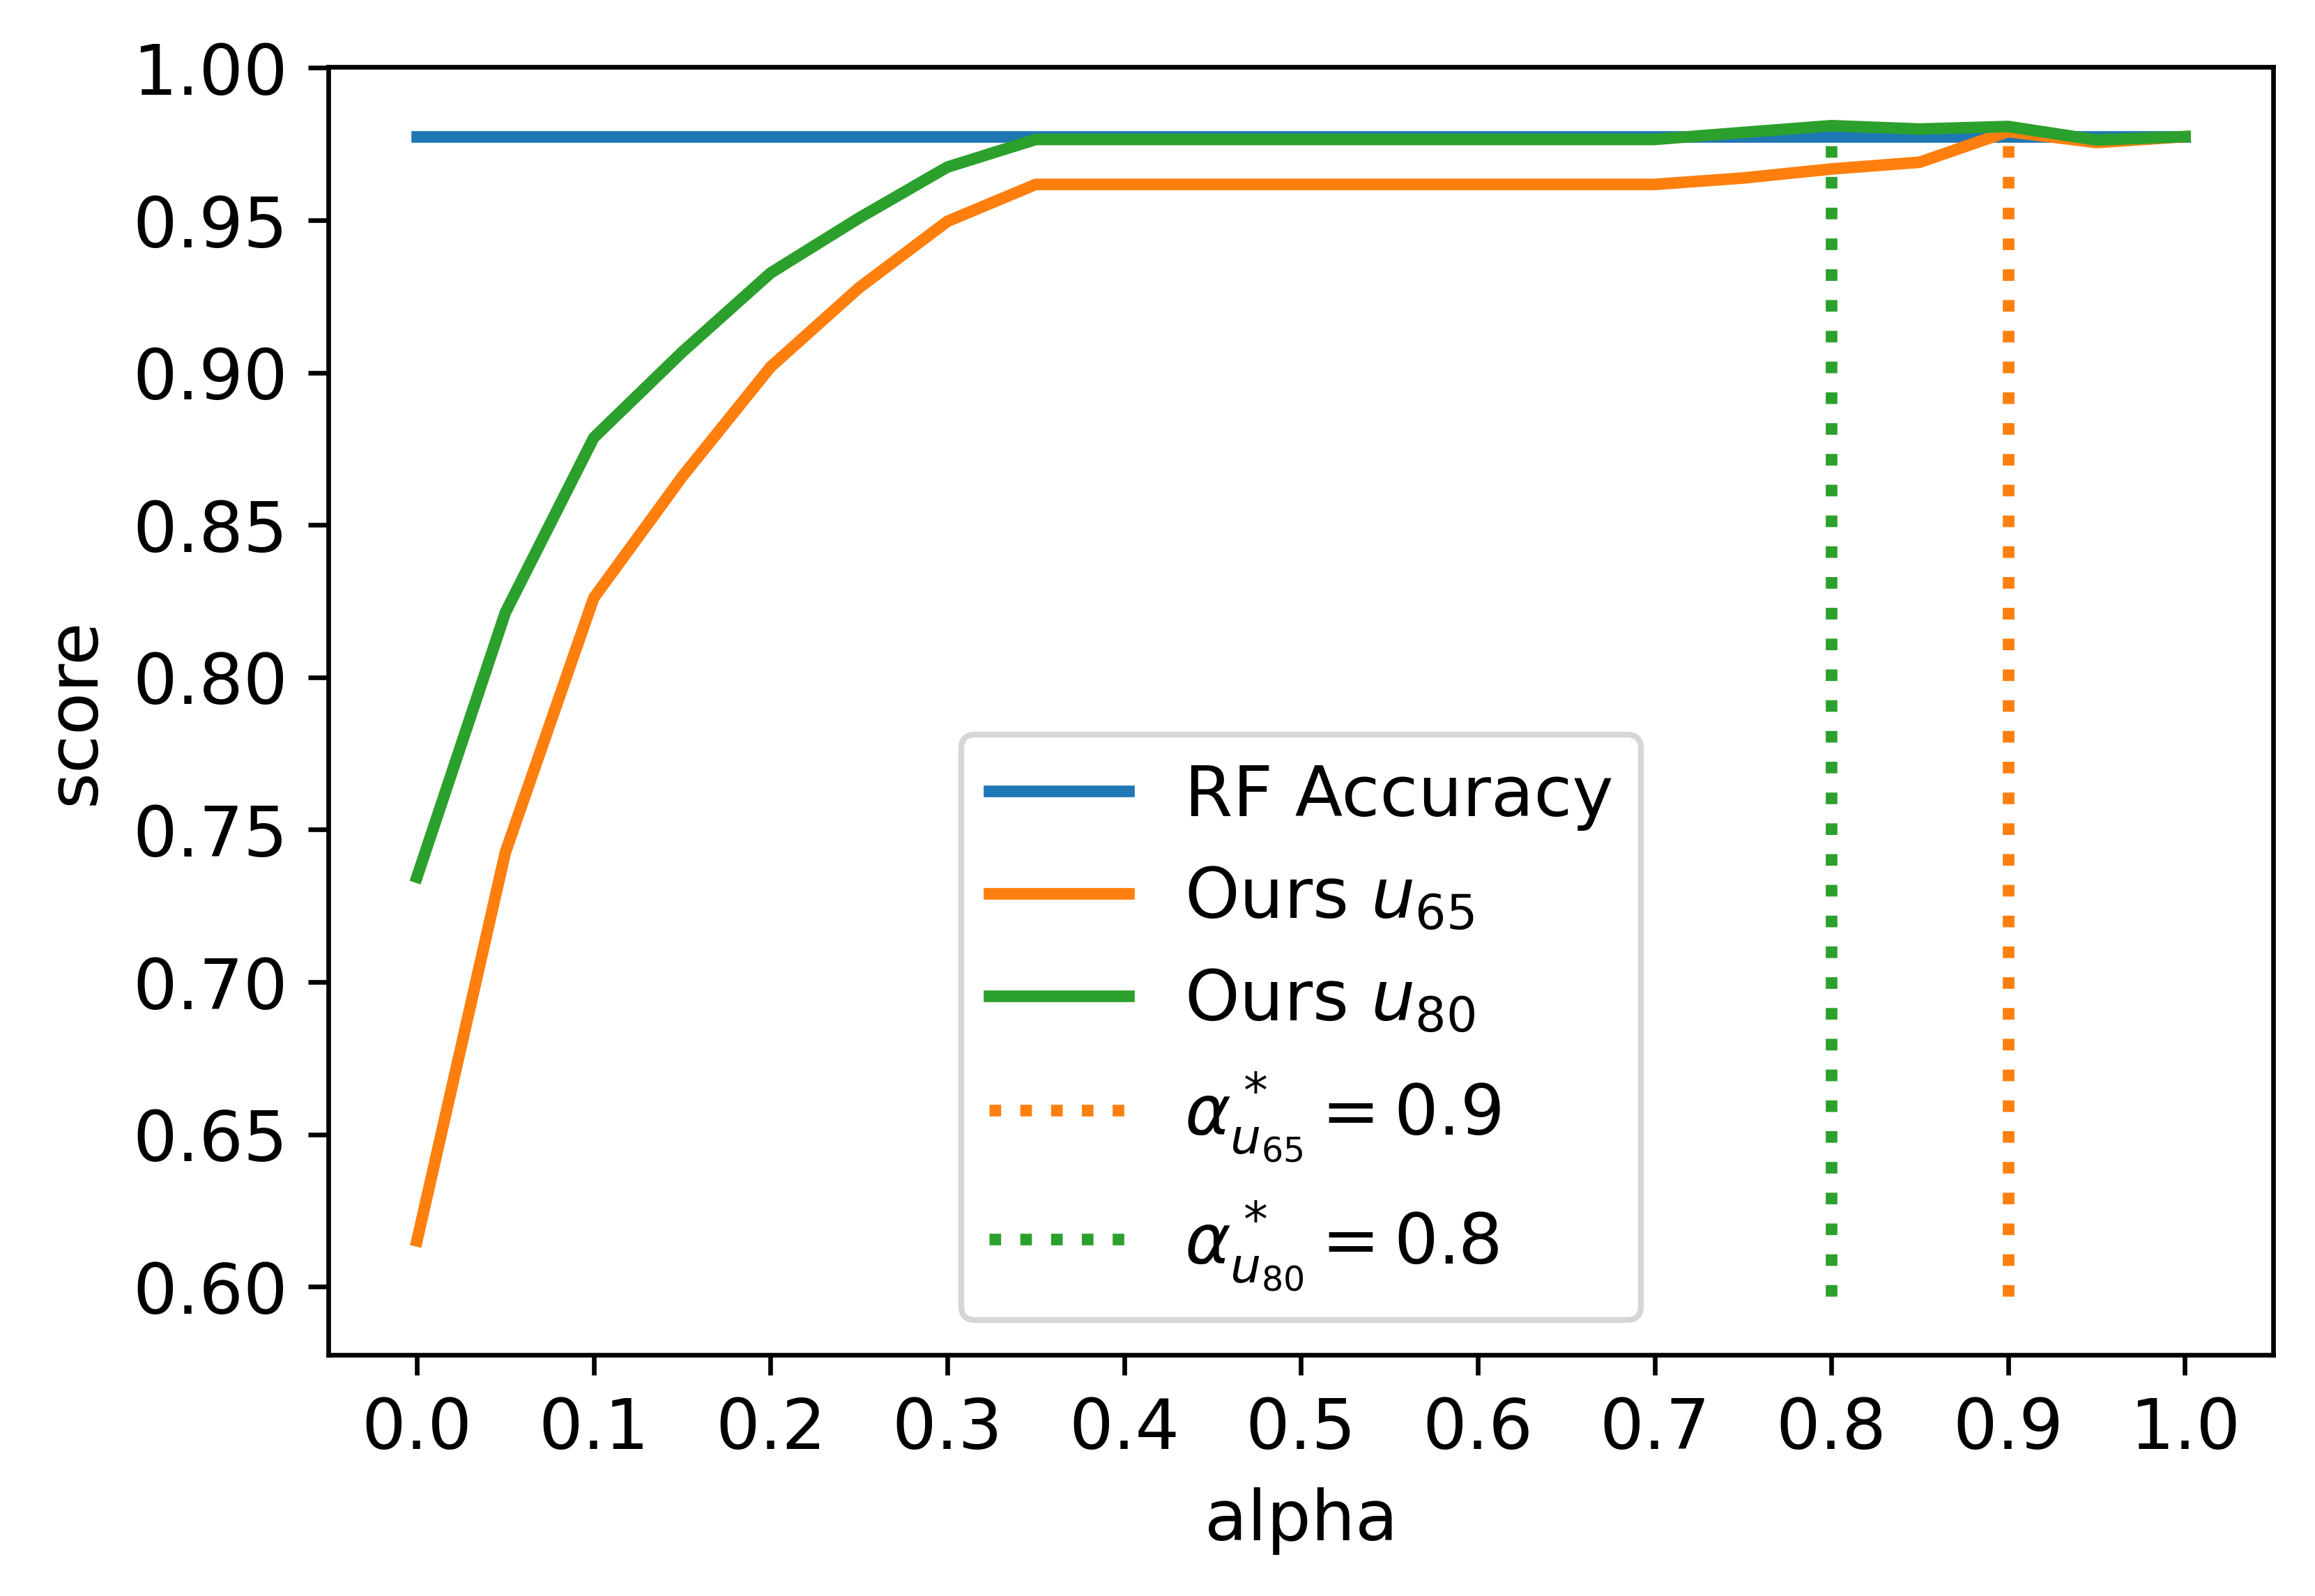 1.00
0.95
0.90
0.85
0.80
0.75
0.70
0.65
0.60
score
RF Accuracy
Ours u₆₅
Ours u₈₀
α*u₆₅ = 0.9
α*u₈₀ = 0.8
0.0 0.1 0.2 0.3 0.4 0.5 0.6 0.7 0.8 0.9 1.0
alpha